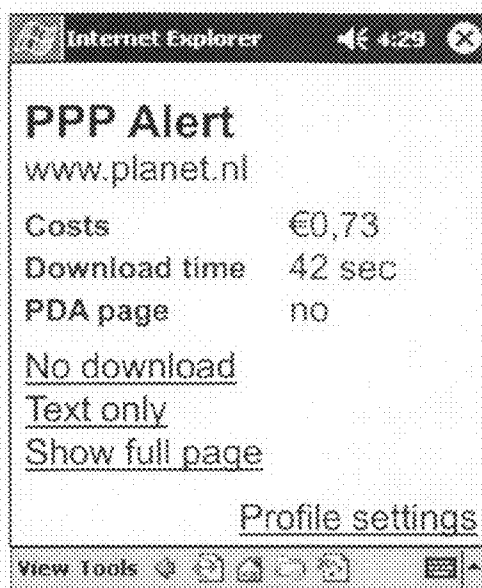 Internet Explorer 4:29
PPP Alert
www.planet.nl
Costs €0,73
Download time 42 sec
PDA page no
No download
Text only
Show full page
Profile settings
View Tools